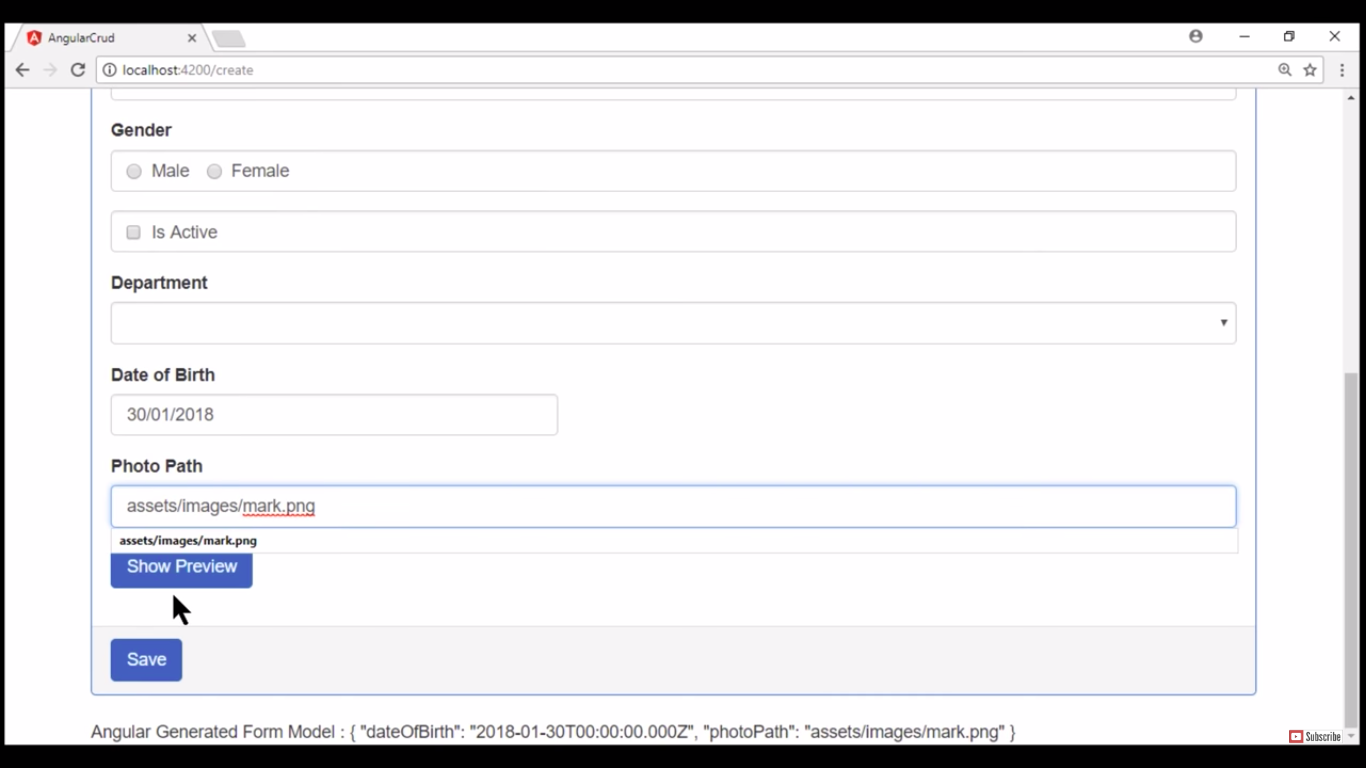 AngularCrud
localhost:4200/create
Gender
Male Female
Is Active
Department
Date of Birth
30/01/2018
Photo Path
assets/images/mark.png
assets/images/mark.png
Show Preview
Save
Angular Generated Form Model : { "dateOfBirth": "2018-01-30T00:00:00.000Z", "photoPath": "assets/images/mark.png" }
Subscribe